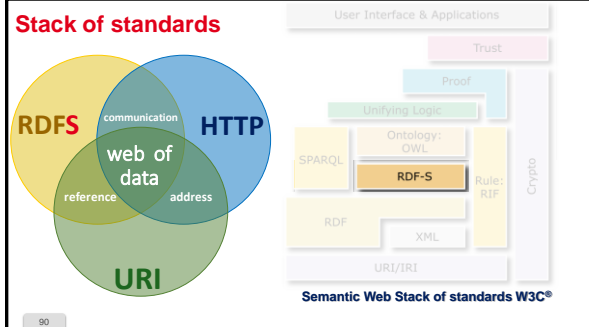 Stack of standards
RDFS
communication
HTTP
web of
data
reference
address
URI
User Interface & Applications
Trust
Proof
Unifying Logic
Ontology:
OWL
SPARQL
RDF-S
Rule:
RIF
Crypto
RDF
XML
URI/IRI
Semantic Web Stack of standards W3C®
90